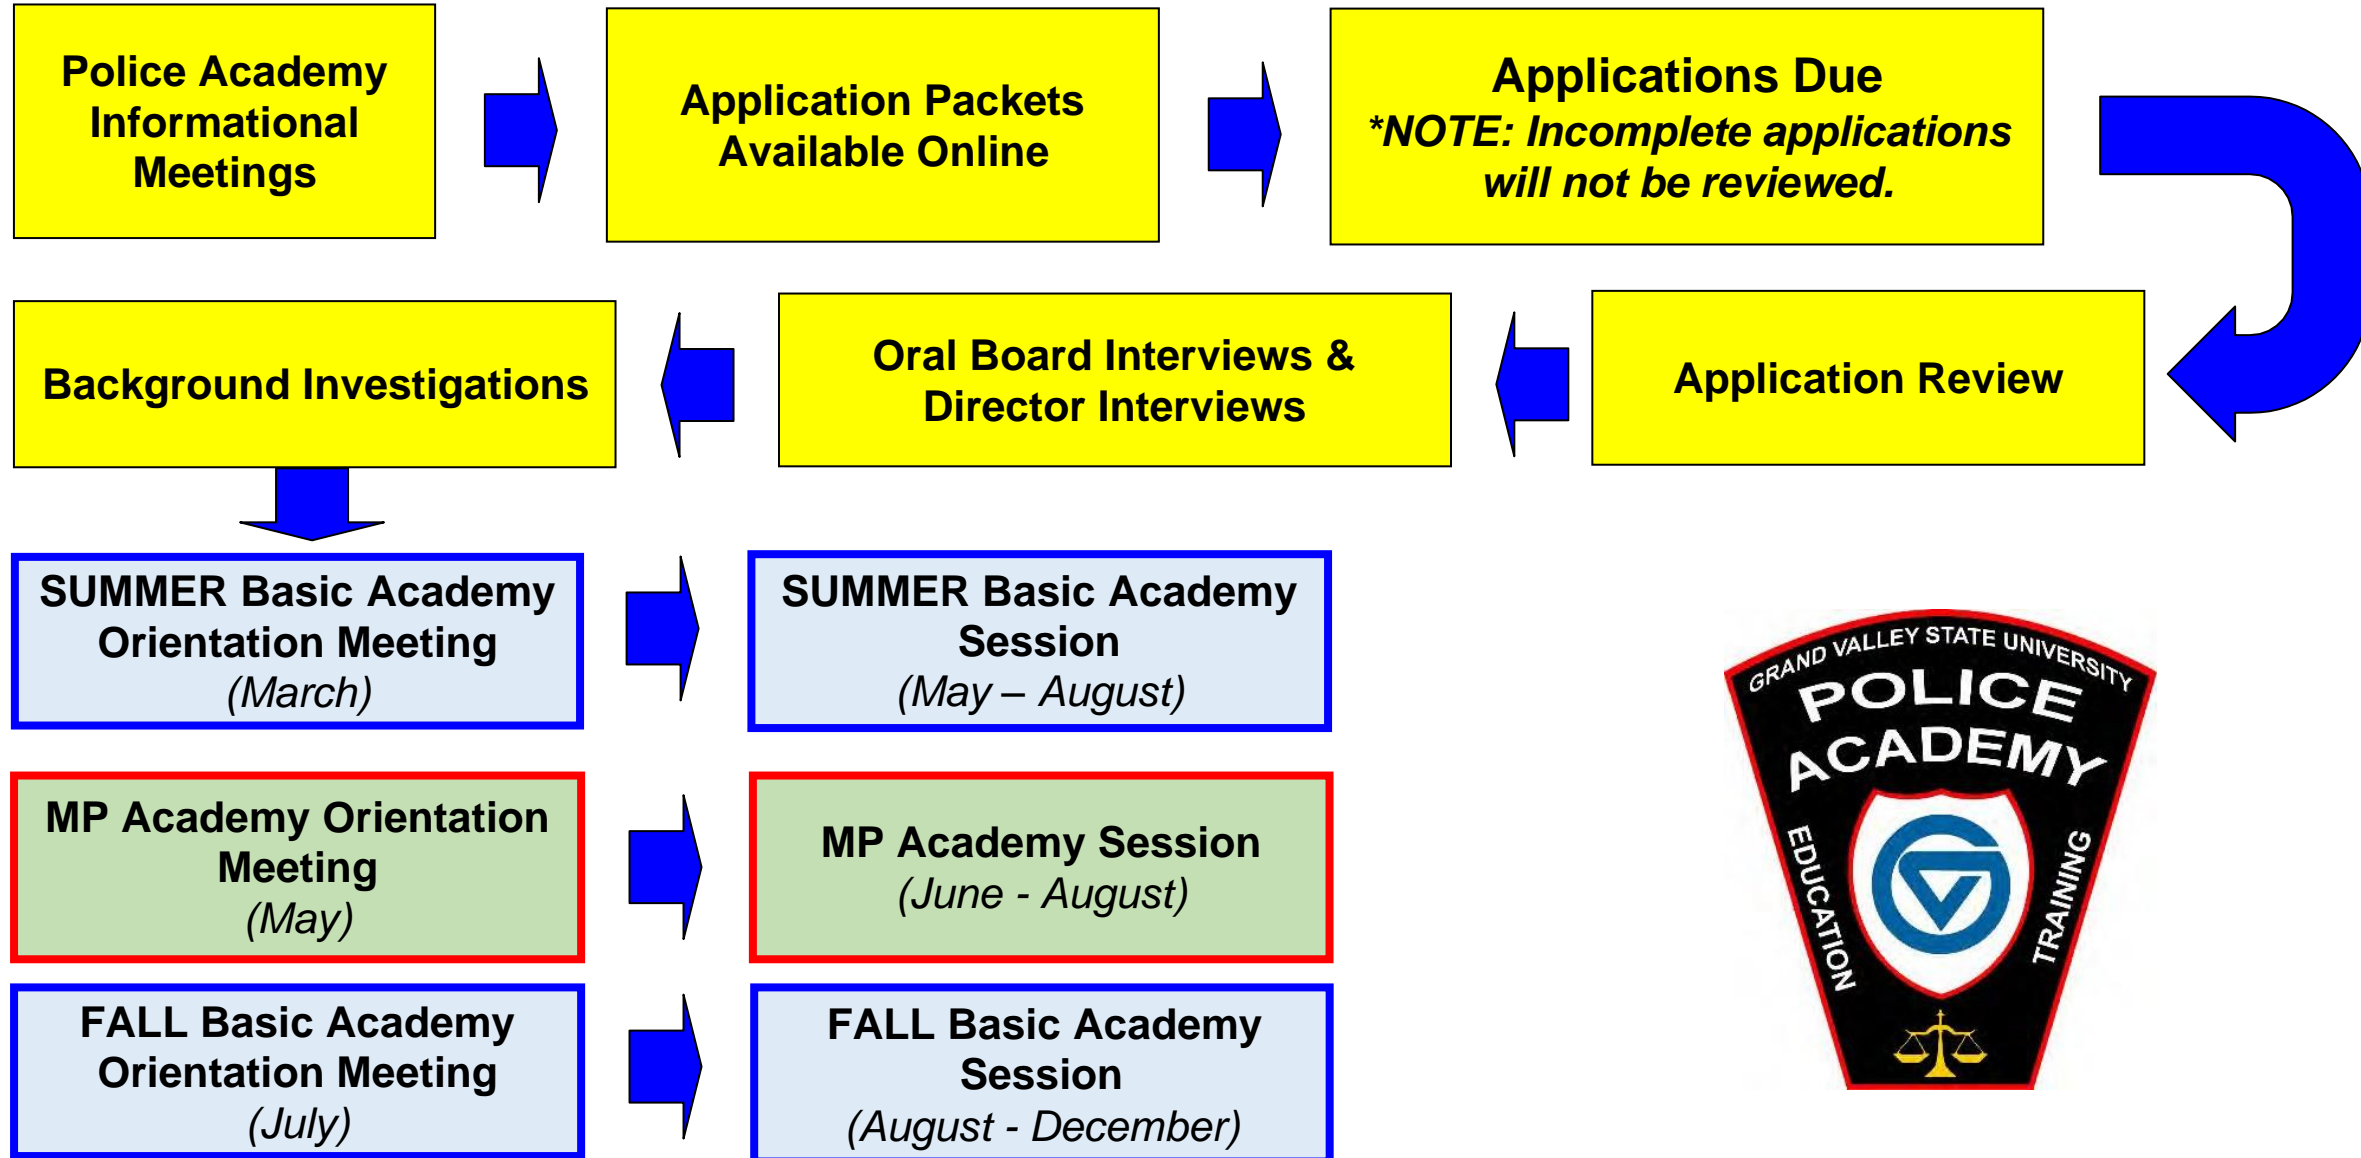 Police Academy
Informational
Meetings
Application Packets
Available Online
Applications Due
*NOTE: Incomplete applications
will not be reviewed.
Application Review
Oral Board Interviews &
Director Interviews
Background Investigations
SUMMER Basic Academy
Orientation Meeting
(March)
SUMMER Basic Academy
Session
(May – August)
MP Academy Orientation
Meeting
(May)
MP Academy Session
(June - August)
FALL Basic Academy
Orientation Meeting
(July)
FALL Basic Academy
Session
(August - December)
GRAND VALLEY STATE UNIVERSITY
POLICE
ACADEMY
EDUCATION
TRAINING